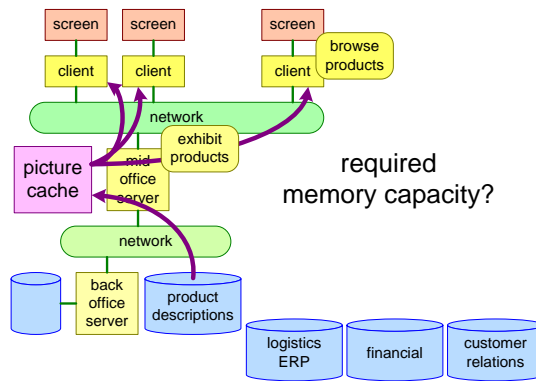 screen
screen
screen
browse
products
client
client
client
network
exhibit
products
picture
cache
mid
office
server
required
memory capacity?
network
back
office
server
product
descriptions
logistics
ERP
financial
customer
relations